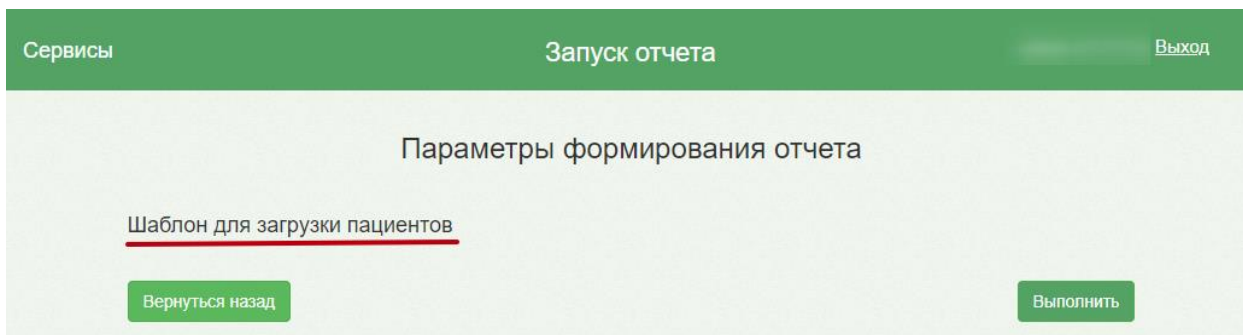 Сервисы
Запуск отчета
Выход
Параметры формирования отчета
Шаблон для загрузки пациентов
Вернуться назад
Выполнить